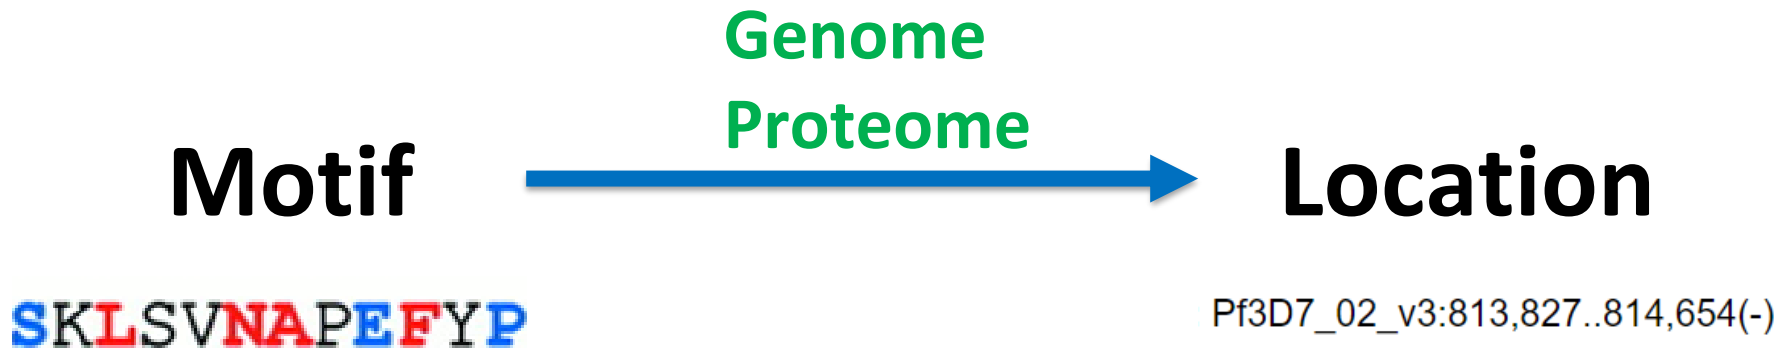 Genome
Proteome
Motif
Location
SKLSVNAPEFYP
Pf3D7_02_v3:813,827..814,654(-)